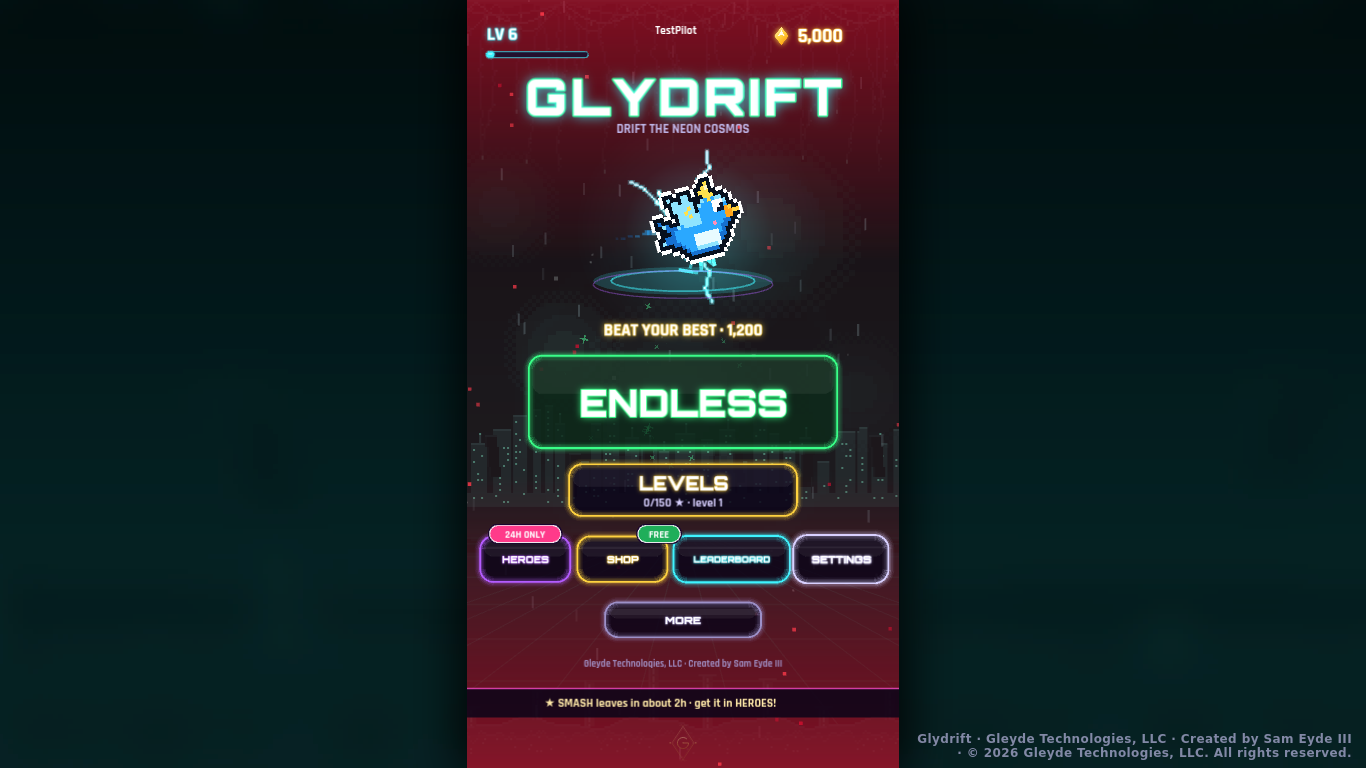 LV 6
TestPilot
5,000
GLYDRIFT
DRIFT THE NEON COSMOS
BEAT YOUR BEST · 1,200
ENDLESS
LEVELS
0/150 ★ · level 1
24H ONLY
FREE
HEROES
SHOP
LEADERBOARD
SETTINGS
MORE
Gleyde Technologies, LLC · Created by Sam Eyde III
★ SMASH leaves in about 2h · get it in HEROES!
G
Glydrift · Gleyde Technologies, LLC · Created by Sam Eyde III
· © 2026 Gleyde Technologies, LLC. All rights reserved.